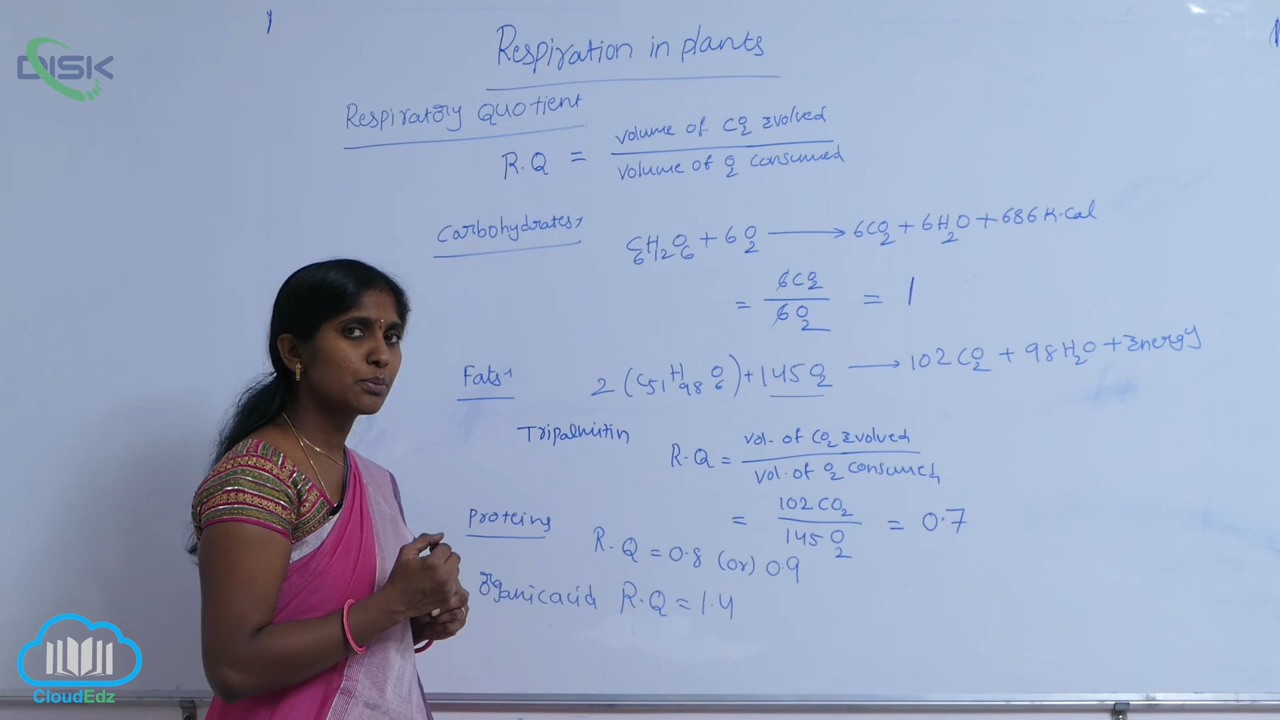 DISK
Respiration in plants
Respiratory Quotient
R.Q = volume of CO2 Evolved / volume of O2 consumed
Carbohydrates,
C6H12O6 + 6O2 → 6CO2 + 6H2O + 686 K.Cal
= 6CO2 / 6O2 = 1
Fats
2 (C51 H98 O6) + 145 O2 → 102 CO2 + 98 H2O + Energy
Tripalmitin
R.Q = vol. of CO2 Evolved / vol. of O2 consumed
= 102 CO2 / 145 O2 = 0.7
Proteins
R.Q = 0.8 (or) 0.9
Organic acid R.Q = 1.4
CloudEdz